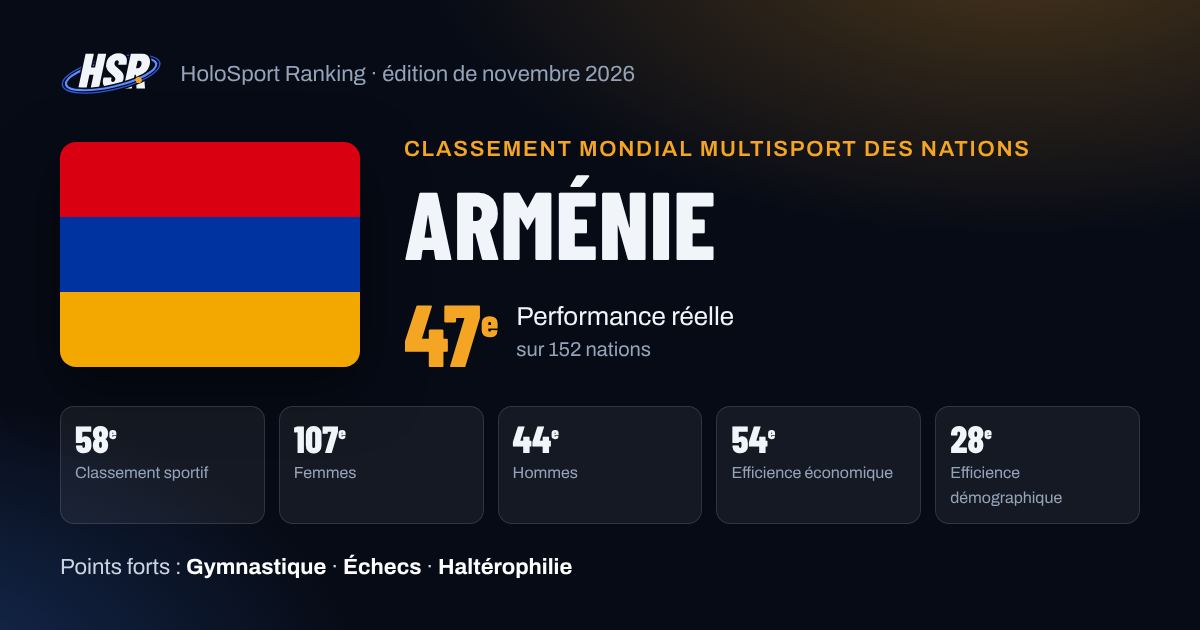 HSR
HoloSport Ranking · édition de novembre 2026
CLASSEMENT MONDIAL MULTISPORT DES NATIONS
ARMÉNIE
47e
Performance réelle
sur 152 nations
58e
Classement sportif
107e
Femmes
44e
Hommes
54e
Efficience économique
28e
Efficience
démographique
Points forts : Gymnastique · Échecs · Haltérophilie